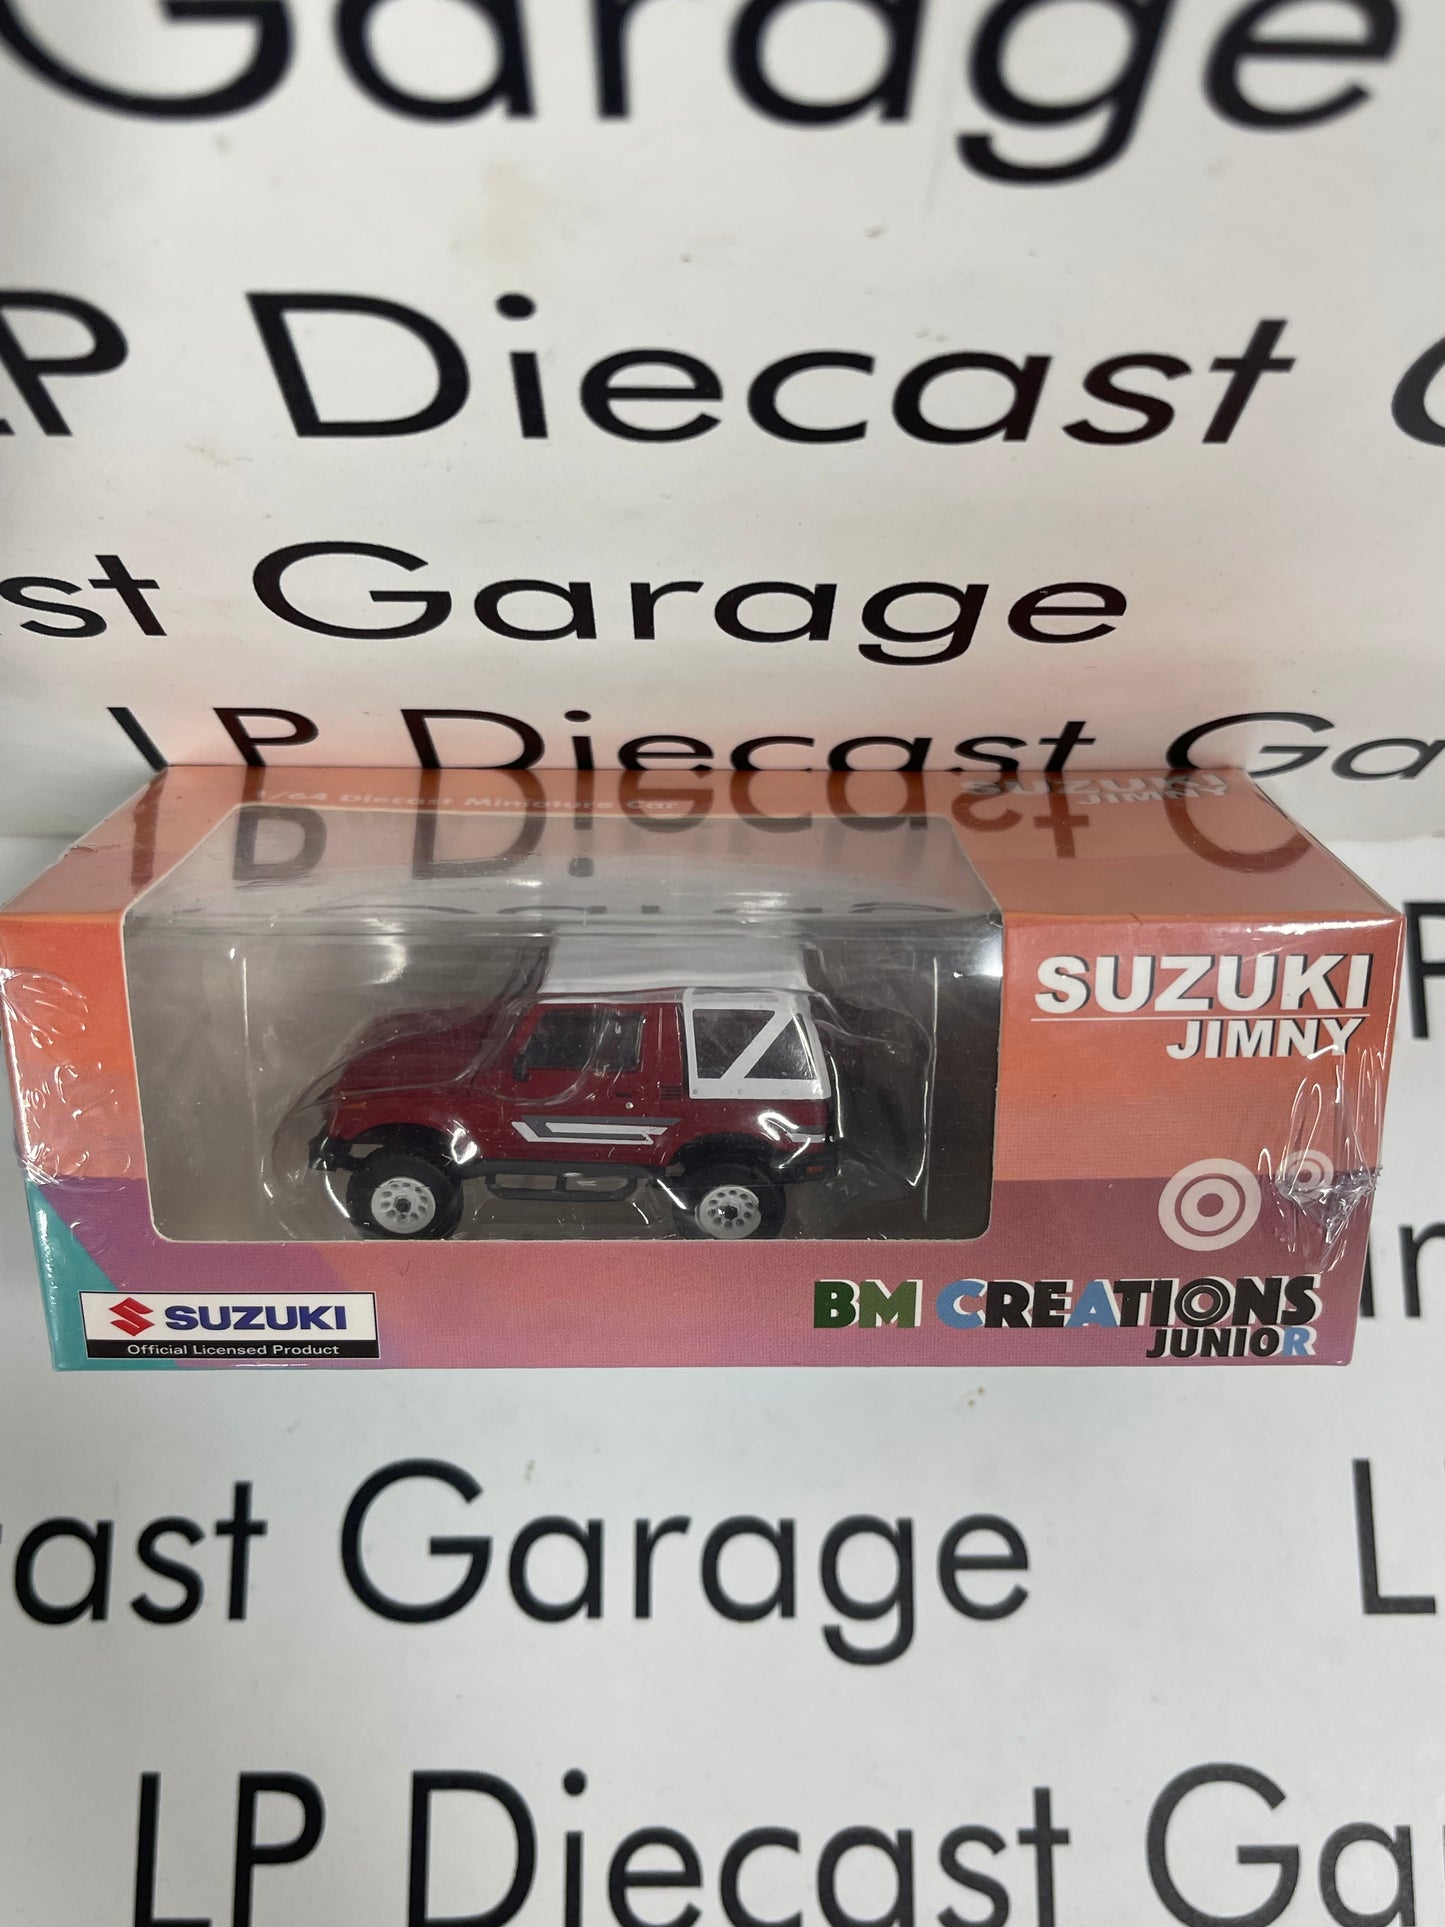 Garage
LP Diecast
st Garage
LP Diecast Ga
1/64 Diecast Miniature Car
SUZUKI
JIMNY
SUZUKI
JIMNY
SUZUKI
Official Licensed Product
BM CREATIONS
JUNIOR
cast Garage
LP Diecast Ga